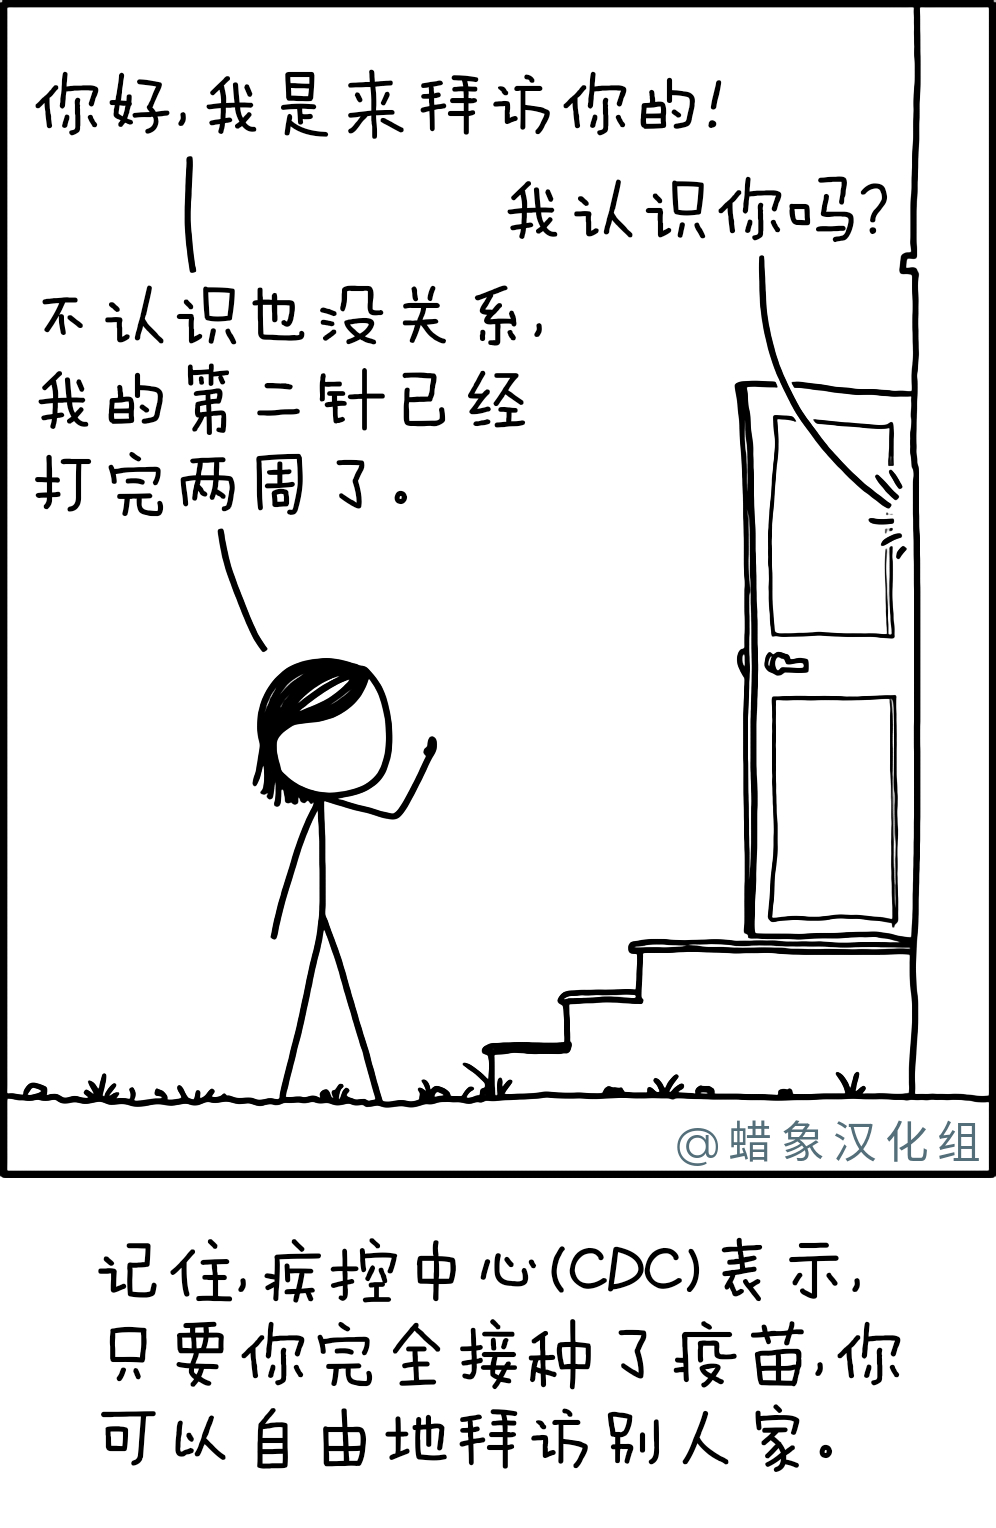 你好,我是来拜访你的!
我认识你吗?
不认识也没关系,
我的第二针已经
打完两周了。
@蜡象汉化组
记住,疾控中心(CDC)表示,
只要你完全接种了疫苗,你
可以自由地拜访别人家。